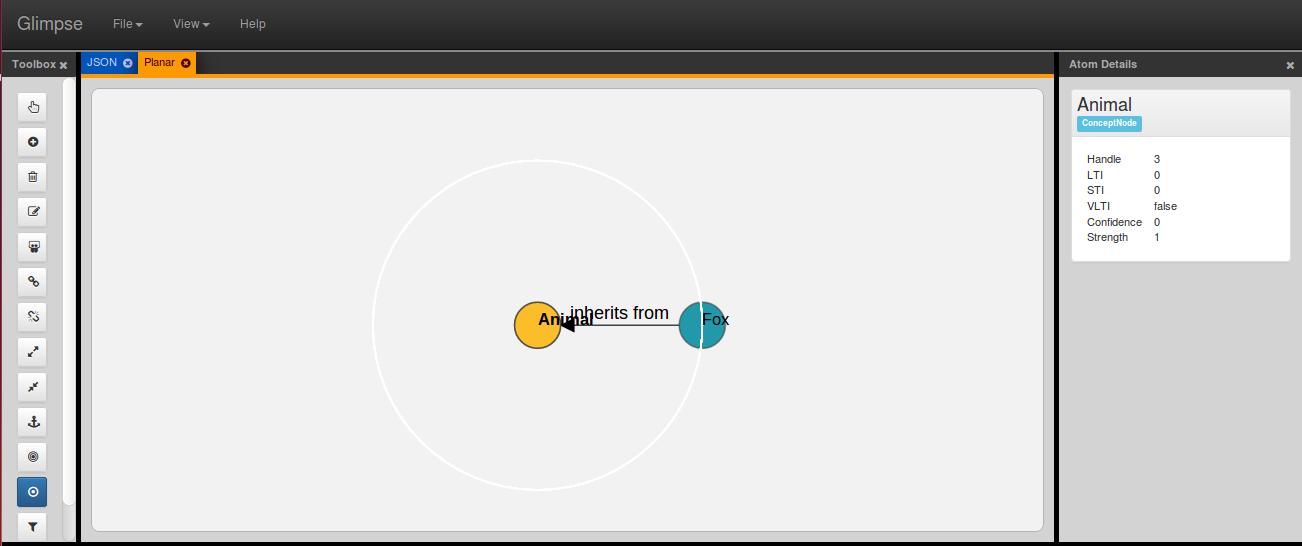 Glimpse File View Help
Toolbox
JSON Planar
Atom Details
Animal
ConceptNode
Handle 3
LTI 0
STI 0
VLTI false
Confidence 0
Strength 1
inherits from
Animal
Fox